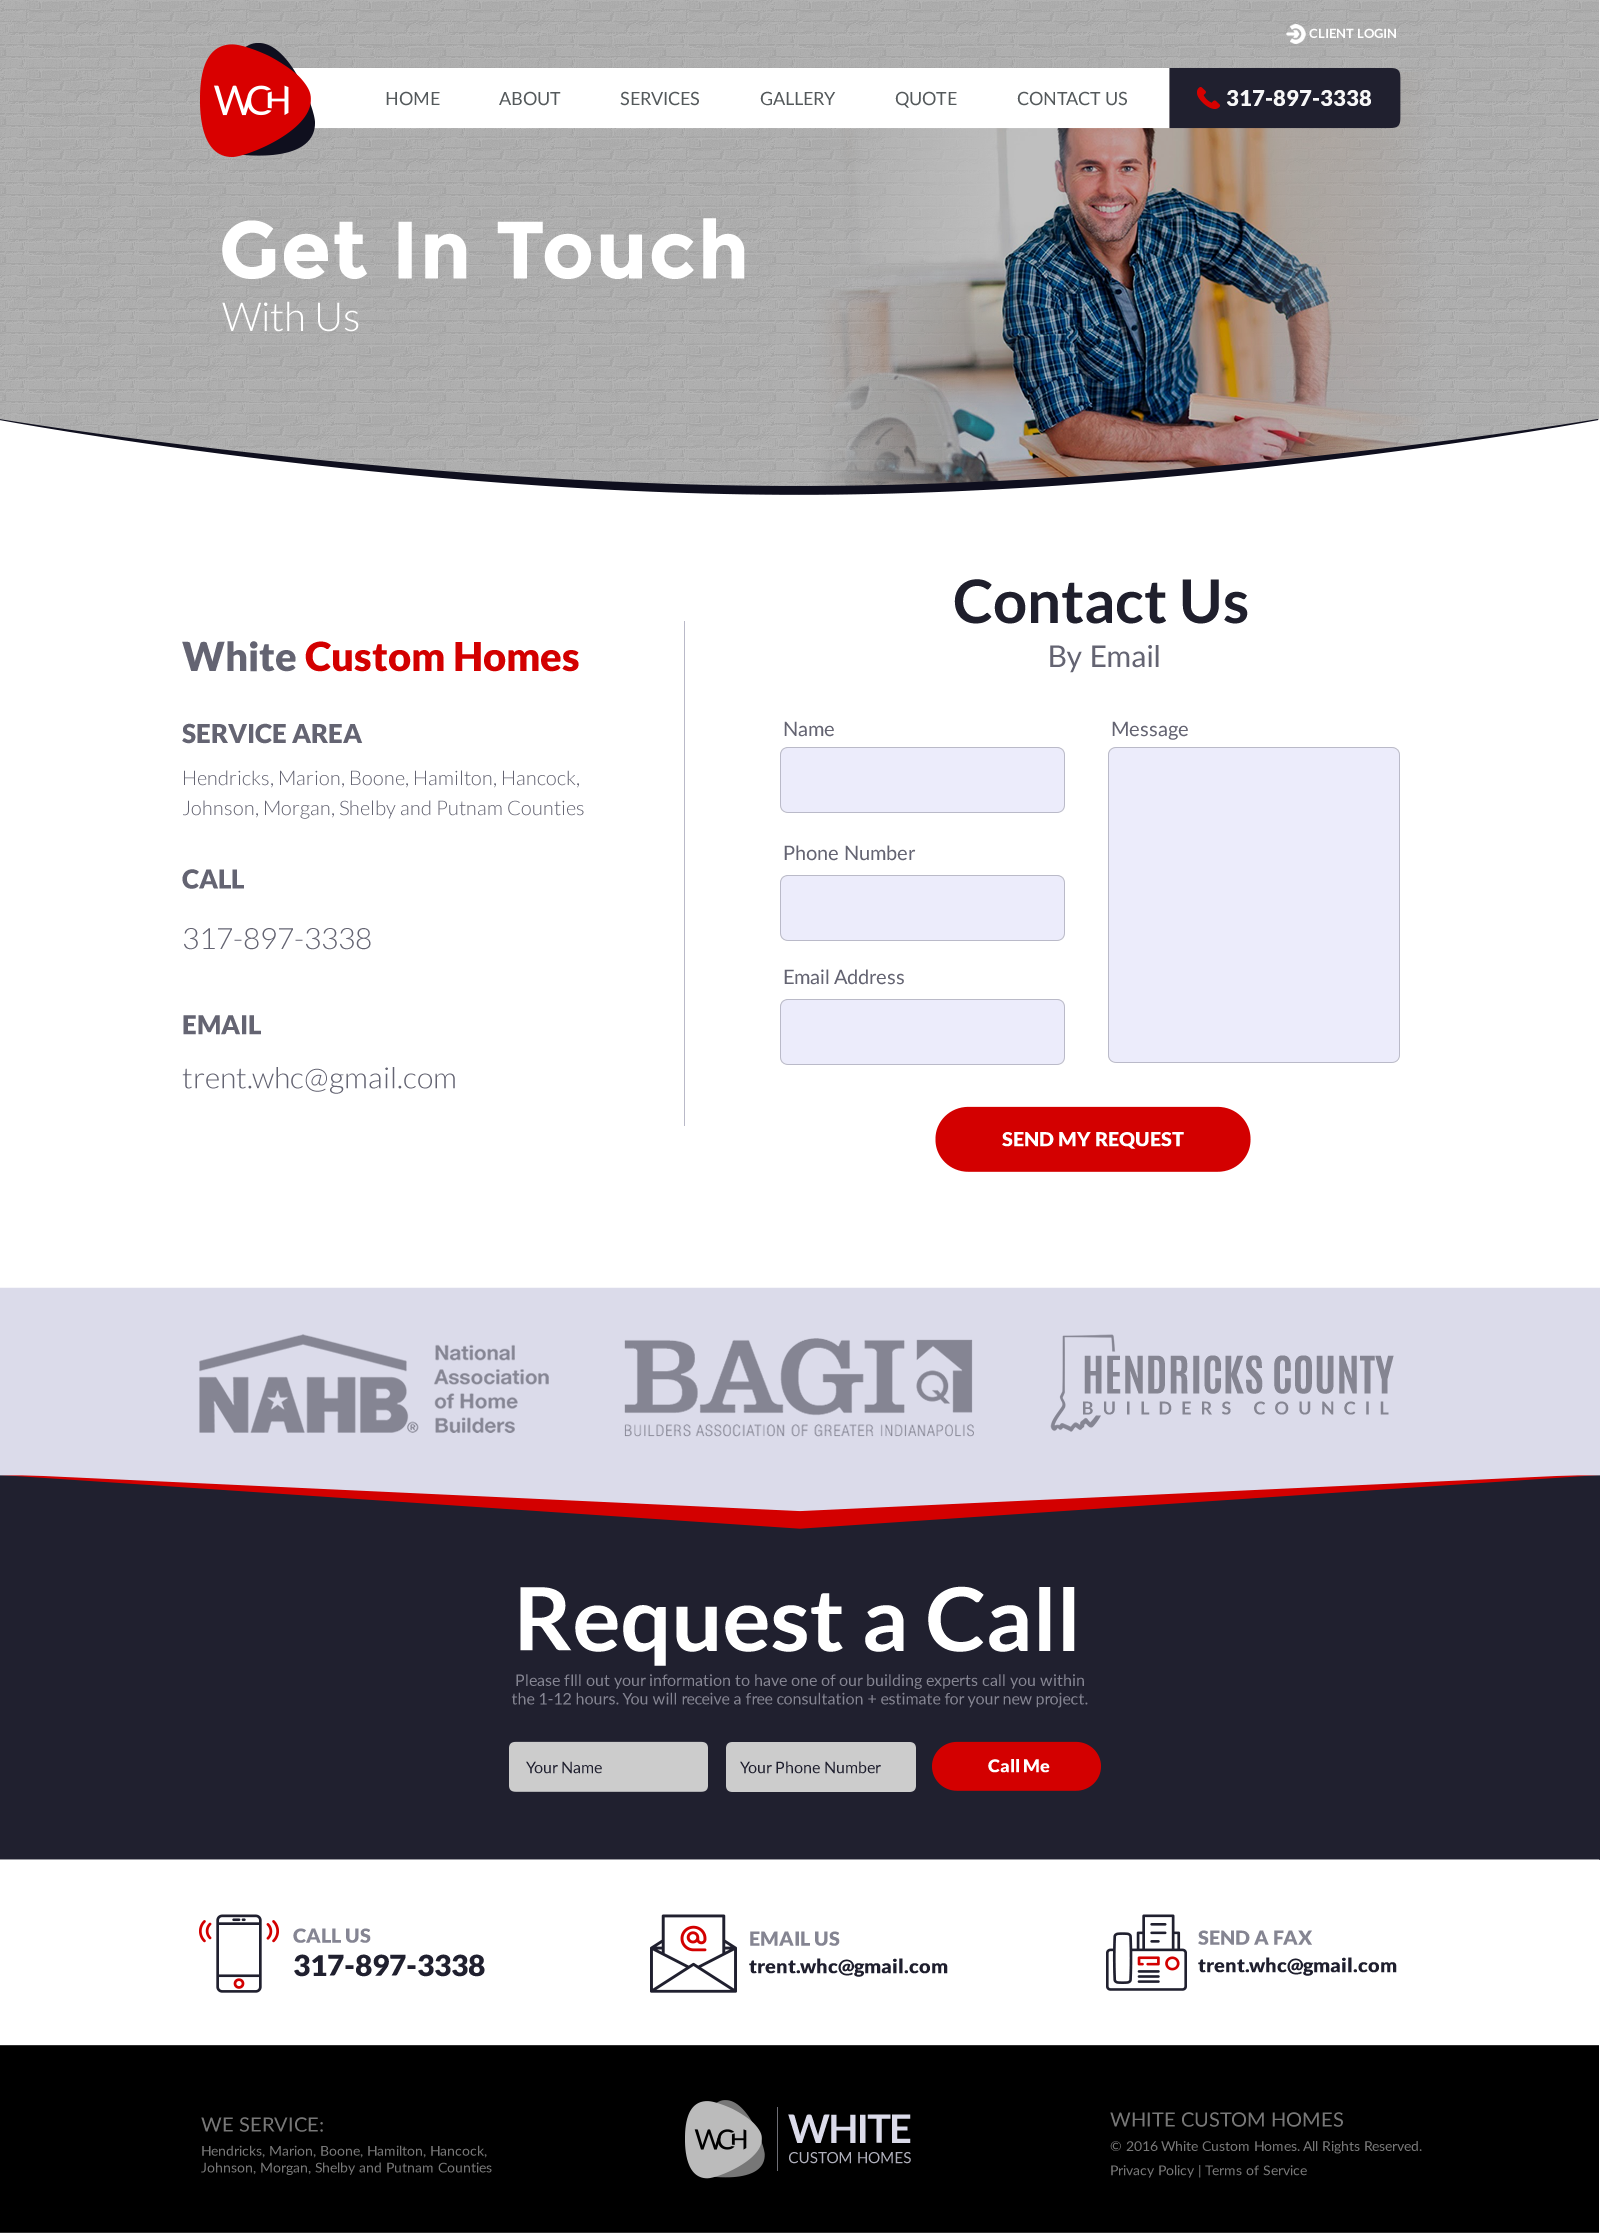 CLIENT LOGIN
WCH
HOME ABOUT SERVICES GALLERY QUOTE CONTACT US 317-897-3338
Get In Touch
With Us
White Custom Homes
SERVICE AREA
Hendricks, Marion, Boone, Hamilton, Hancock,
Johnson, Morgan, Shelby and Putnam Counties
CALL
317-897-3338
EMAIL
trent.whc@gmail.com
Contact Us
By Email
Name
Phone Number
Email Address
Message
SEND MY REQUEST
NAHB®
National
Association
of Home
Builders
BAGI Q
BUILDERS ASSOCIATION OF GREATER INDIANAPOLIS
HENDRICKS COUNTY
BUILDERS COUNCIL
Request a Call
Please fIll out your information to have one of our building experts call you within
the 1-12 hours. You will receive a free consultation + estimate for your new project.
Your Name Your Phone Number Call Me
CALL US
317-897-3338
EMAIL US
trent.whc@gmail.com
SEND A FAX
trent.whc@gmail.com
WE SERVICE:
Hendricks, Marion, Boone, Hamilton, Hancock,
Johnson, Morgan, Shelby and Putnam Counties
WCH
WHITE
CUSTOM HOMES
WHITE CUSTOM HOMES
© 2016 White Custom Homes. All Rights Reserved.
Privacy Policy | Terms of Service